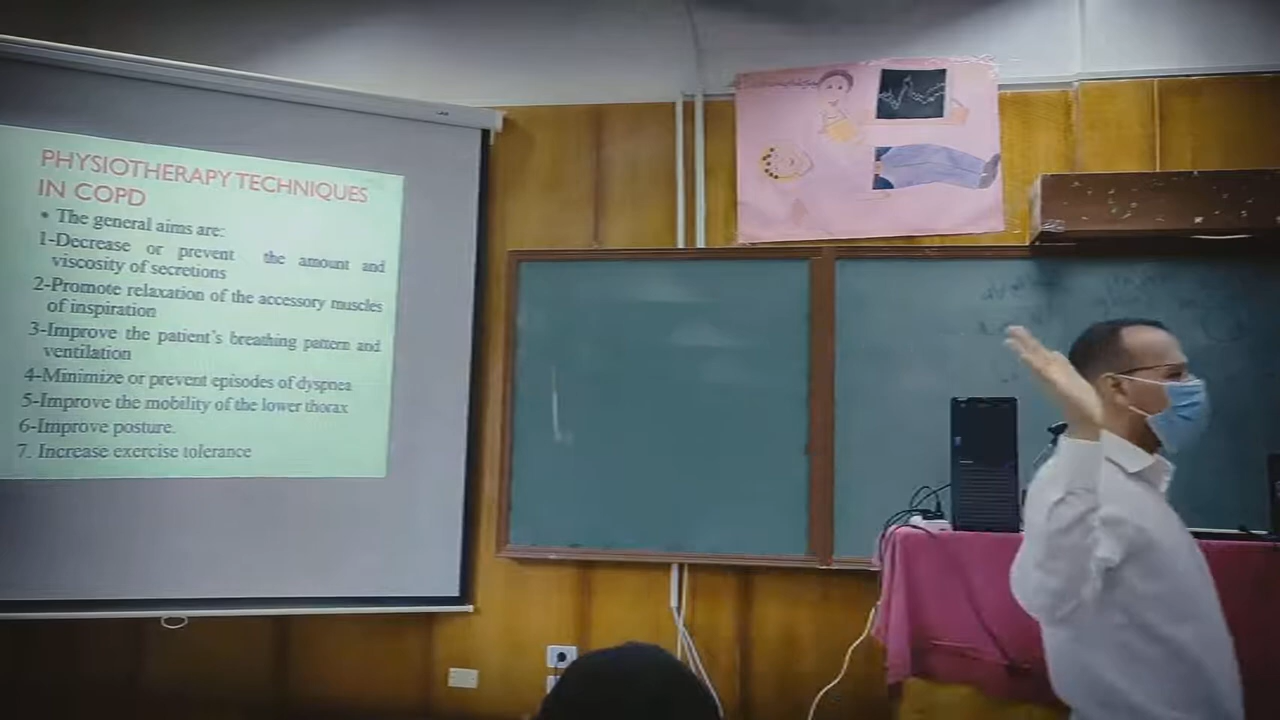 PHYSIOTHERAPY TECHNIQUES
IN COPD
• The general aims are:
1-Decrease or prevent the amount and
viscosity of secretions
2-Promote relaxation of the accessory muscles
of inspiration
3-Improve the patient's breathing pattern and
ventilation
4-Minimize or prevent episodes of dyspnea
5-Improve the mobility of the lower thorax
6-Improve posture.
7. Increase exercise tolerance